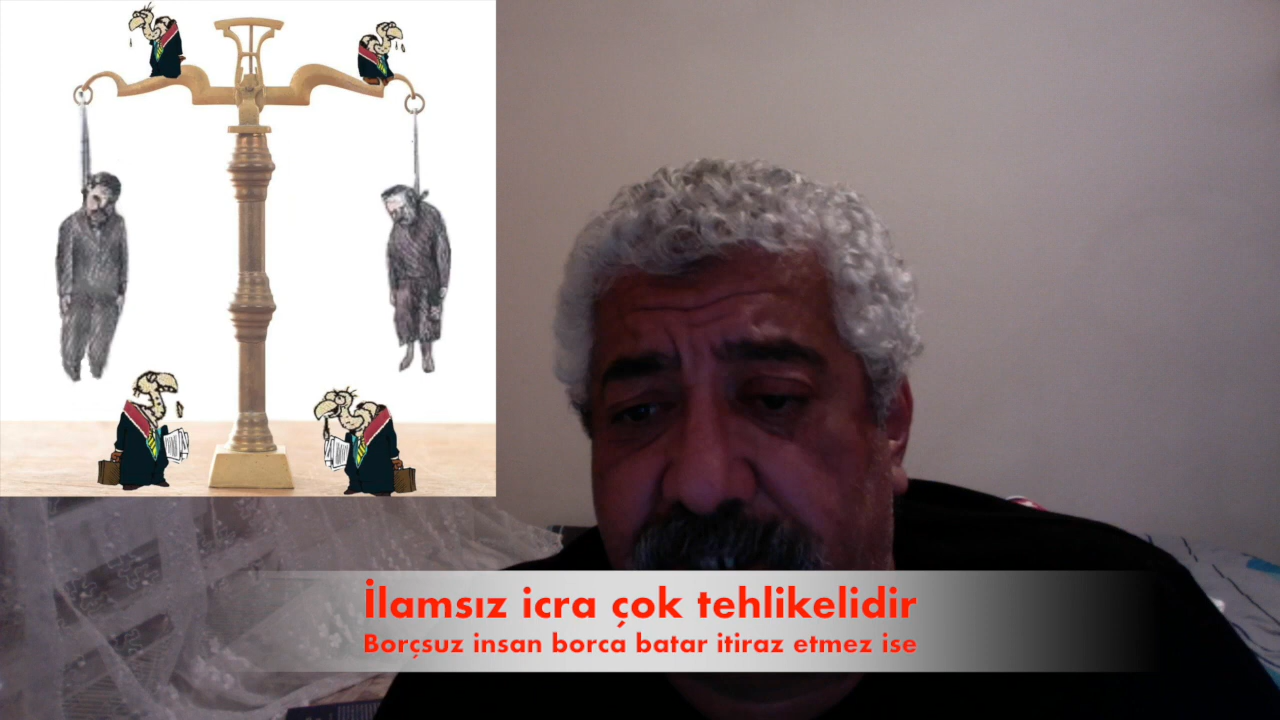 İlamsız icra çok tehlikelidir
Borçsuz insan borca batar itiraz etmez ise